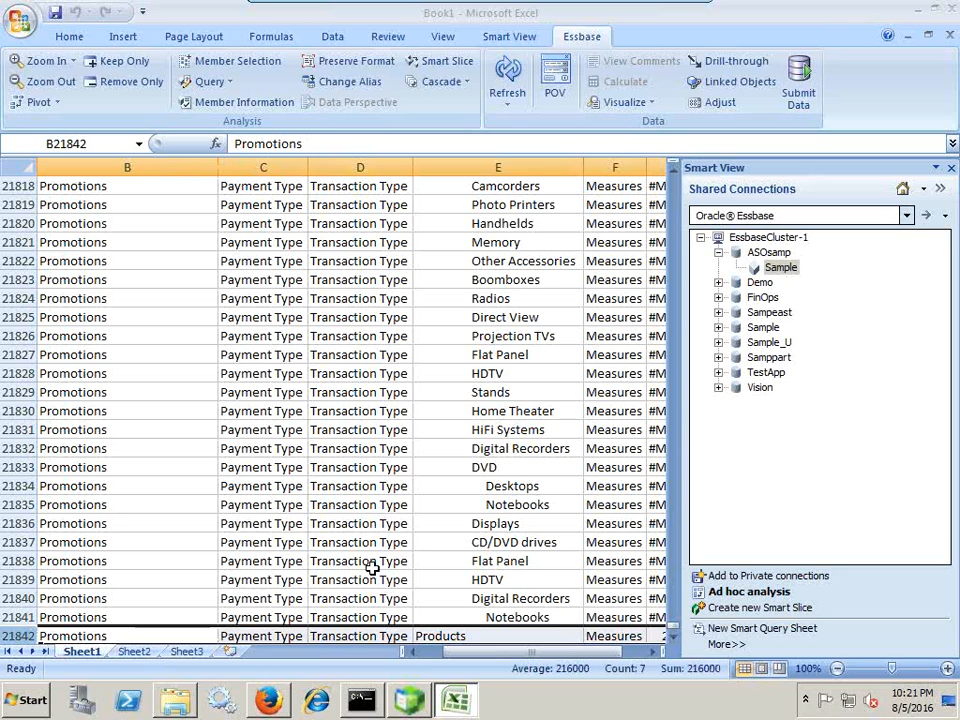 Book1 - Microsoft Excel
Home Insert Page Layout Formulas Data Review View Smart View Essbase
Zoom In Keep Only Member Selection Preserve Format Smart Slice View Comments Drill-through
Zoom Out Remove Only Query Change Alias Cascade Refresh POV Calculate Linked Objects Submit Data
Pivot Member Information Data Perspective Visualize Adjust
Analysis Data
B21842 fx Promotions
B C D E F
21818 Promotions Payment Type Transaction Type Camcorders Measures #M
21819 Promotions Payment Type Transaction Type Photo Printers Measures #M
21820 Promotions Payment Type Transaction Type Handhelds Measures #M
21821 Promotions Payment Type Transaction Type Memory Measures #M
21822 Promotions Payment Type Transaction Type Other Accessories Measures #M
21823 Promotions Payment Type Transaction Type Boomboxes Measures #M
21824 Promotions Payment Type Transaction Type Radios Measures #M
21825 Promotions Payment Type Transaction Type Direct View Measures #M
21826 Promotions Payment Type Transaction Type Projection TVs Measures #M
21827 Promotions Payment Type Transaction Type Flat Panel Measures #M
21828 Promotions Payment Type Transaction Type HDTV Measures #M
21829 Promotions Payment Type Transaction Type Stands Measures #M
21830 Promotions Payment Type Transaction Type Home Theater Measures #M
21831 Promotions Payment Type Transaction Type HiFi Systems Measures #M
21832 Promotions Payment Type Transaction Type Digital Recorders Measures #M
21833 Promotions Payment Type Transaction Type DVD Measures #M
21834 Promotions Payment Type Transaction Type Desktops Measures #M
21835 Promotions Payment Type Transaction Type Notebooks Measures #M
21836 Promotions Payment Type Transaction Type Displays Measures #M
21837 Promotions Payment Type Transaction Type CD/DVD drives Measures #M
21838 Promotions Payment Type Transaction Type Flat Panel Measures #M
21839 Promotions Payment Type Transaction Type HDTV Measures #M
21840 Promotions Payment Type Transaction Type Digital Recorders Measures #M
21841 Promotions Payment Type Transaction Type Notebooks Measures #M
21842 Promotions Payment Type Transaction Type Products Measures 2
Smart View
Shared Connections
Oracle® Essbase
EssbaseCluster-1
ASOsamp
Sample
Demo
FinOps
Sampeast
Sample
Sample_U
Samppart
TestApp
Vision
Add to Private connections
Ad hoc analysis
Create new Smart Slice
New Smart Query Sheet
More>>
Sheet1 Sheet2 Sheet3
Ready Average: 216000 Count: 7 Sum: 216000 100%
Start
C:\
10:21 PM
8/5/2016